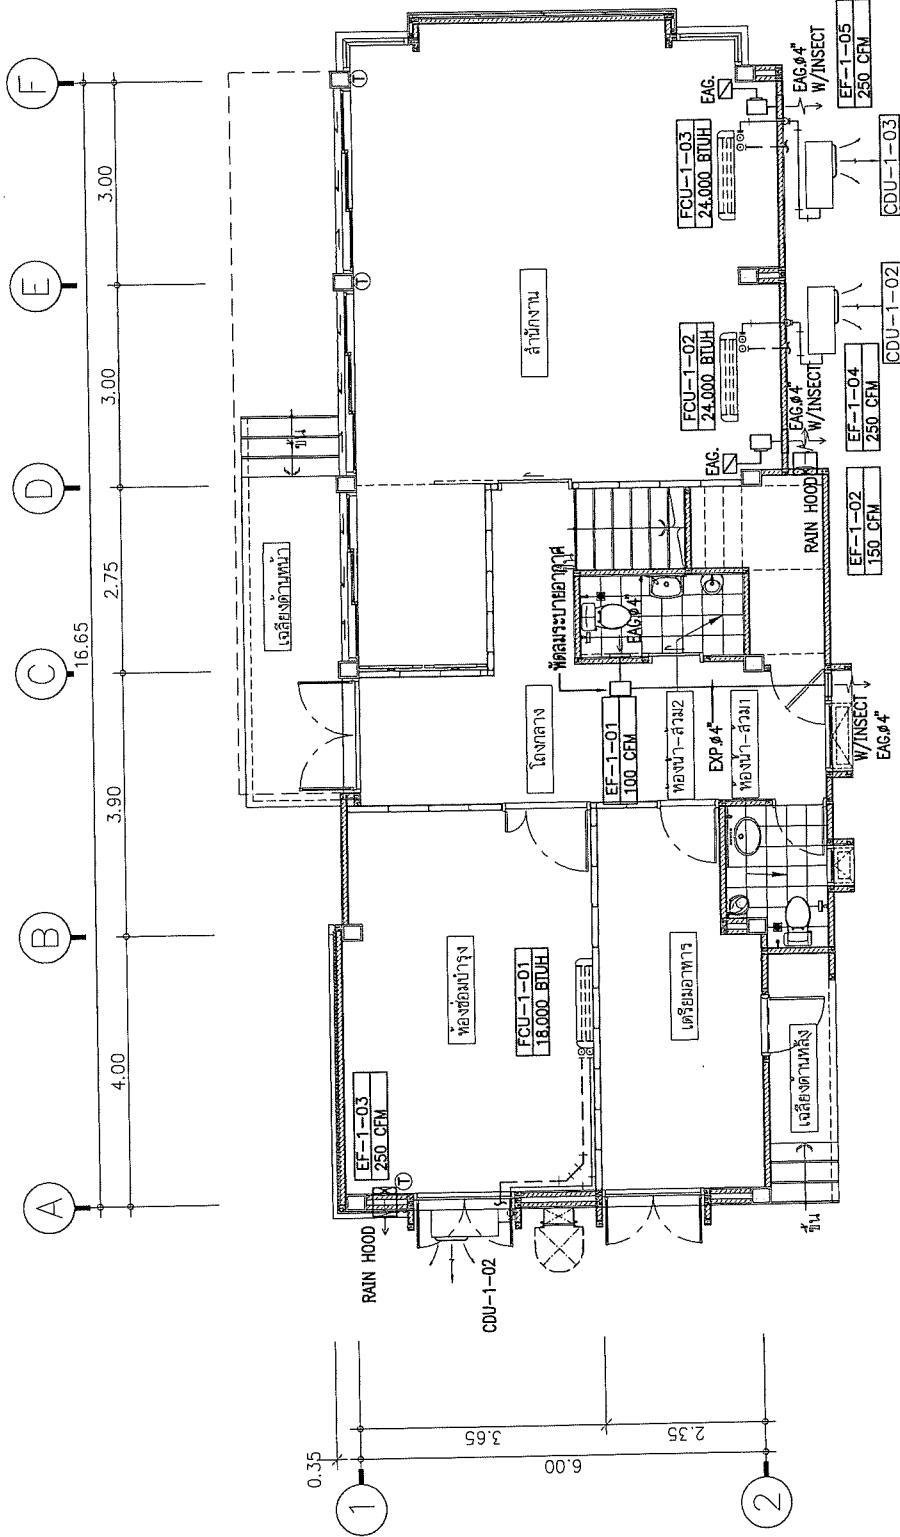 F
E
D
C
B
A
3.00
3.00
2.75
3.90
4.00
16.65
0.35
3.65
2.35
6.00
1
2
T
T
เฉลียงด้านหน้า
ขึ้น
สำนักงาน
FCU-1-03
24,000 BTUH
EAG.
EAG.ø4"
W/INSECT
EF-1-05
250 CFM
CDU-1-03
FCU-1-02
24,000 BTUH
CDU-1-02
EAG.
EAG.ø4"
W/INSECT
EF-1-04
250 CFM
RAIN HOOD
EF-1-02
150 CFM
พัดลมระบายอากาศ
EAG.ø4"
โถงกลาง
EF-1-01
100 CFM
ห้องน้ำ-ส้วม2
EXP.ø4"
ห้องน้ำ-ส้วม1
W/INSECT
EAG.ø4"
ห้องซ่อมบำรุง
FCU-1-01
18,000 BTUH
EF-1-03
250 CFM
T
RAIN HOOD
CDU-1-02
เตรียมอาหาร
เฉลียงด้านหลัง
ขึ้น